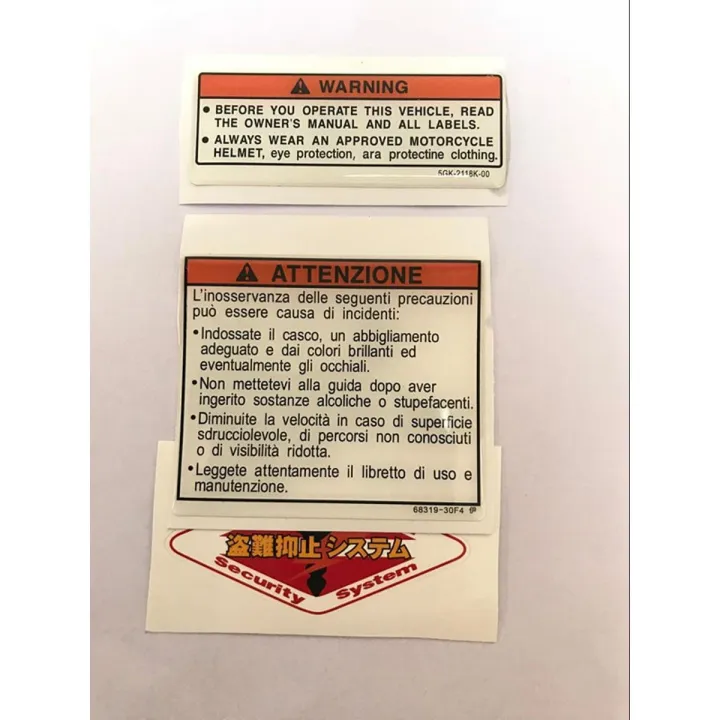 WARNING
• BEFORE YOU OPERATE THIS VEHICLE, READ
THE OWNER'S MANUAL AND ALL LABELS.
• ALWAYS WEAR AN APPROVED MOTORCYCLE
HELMET, eye protection, ara protectine clothing.
5GK-2118K-00
ATTENZIONE
L'inosservanza delle seguenti precauzioni
può essere causa di incidenti:
• Indossate il casco, un abbigliamento
adeguato e dai colori brillanti ed
eventualmente gli occhiali.
• Non mettetevi alla guida dopo aver
ingerito sostanze alcoliche o stupefacenti.
• Diminuite la velocità in caso di superficie
sdrucciolevole, di percorsi non conosciuti
o di visibilità ridotta.
• Leggete attentamente il libretto di uso e
manutenzione.
68319-30F4 伊
盗難抑止システム
Security System